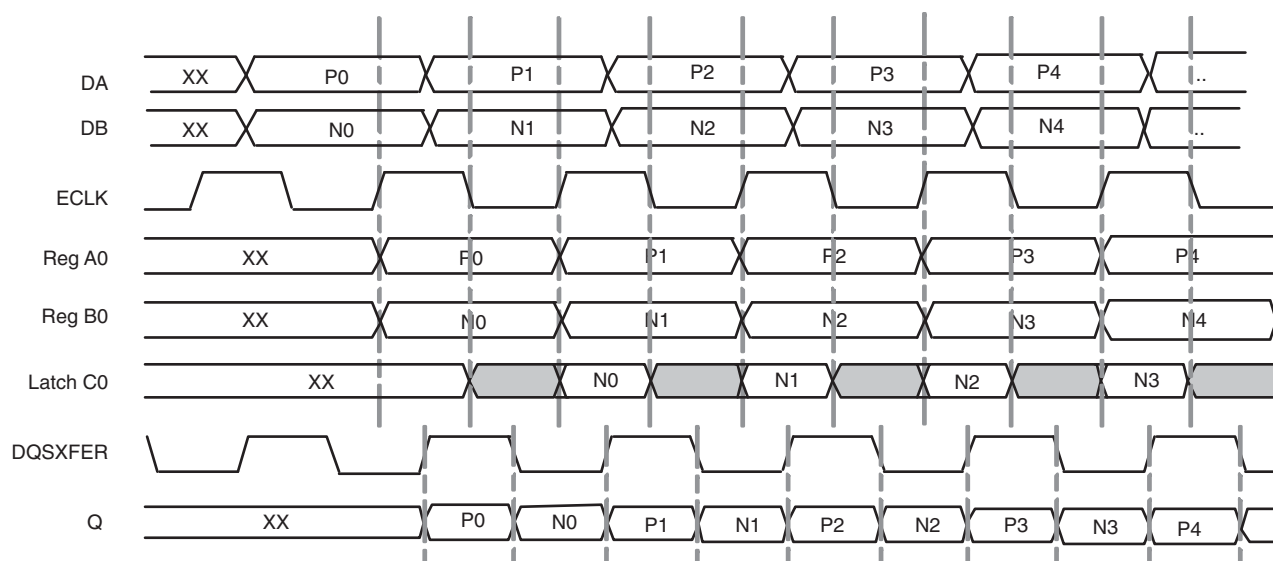 DA XX P0 P1 P2 P3 P4 ..
DB XX N0 N1 N2 N3 N4 ..
ECLK
Reg A0 XX P0 P1 P2 P3 P4
Reg B0 XX N0 N1 N2 N3 N4
Latch C0 XX N0 N1 N2 N3
DQSXFER
Q XX P0 N0 P1 N1 P2 N2 P3 N3 P4